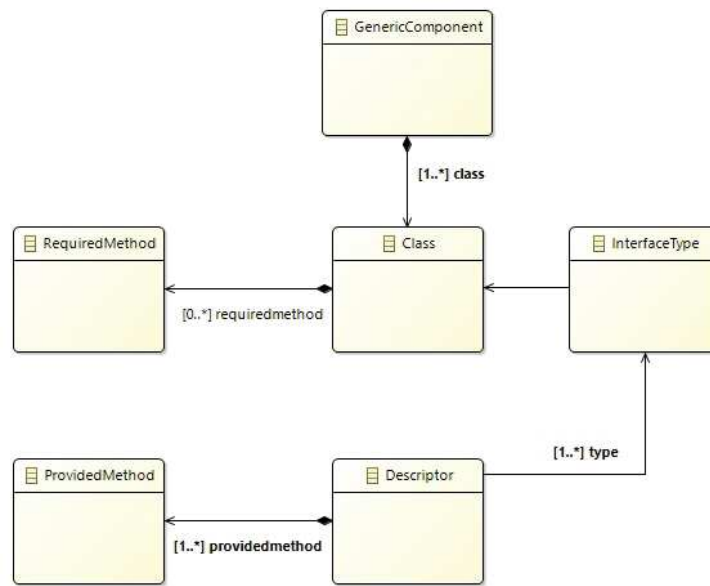 GenericComponent
[1..*] class
RequiredMethod
Class
InterfaceType
[0..*] requiredmethod
[1..*] type
ProvidedMethod
Descriptor
[1..*] providedmethod